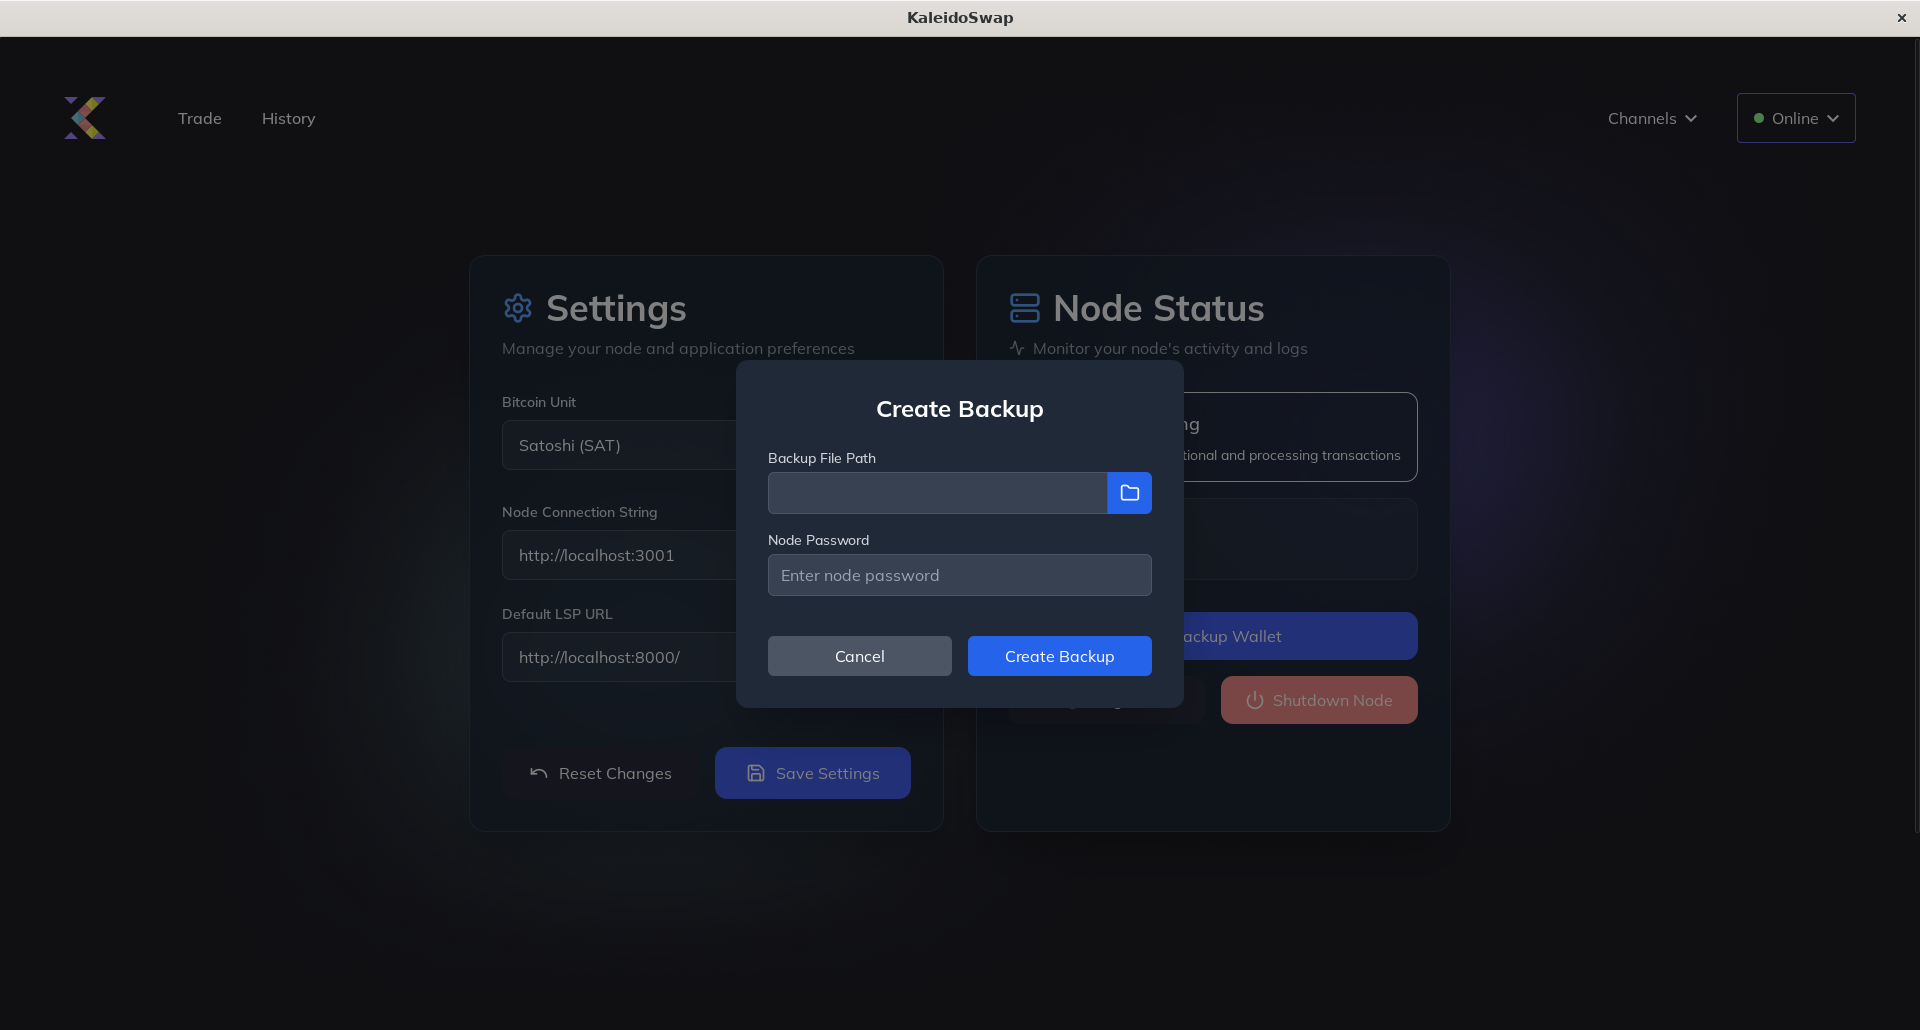 KaleidoSwap
Trade
History
Channels
Online
Settings
Manage your node and application preferences
Bitcoin Unit
Satoshi (SAT)
Node Connection String
http://localhost:3001
Default LSP URL
http://localhost:8000/
Reset Changes
Save Settings
Node Status
Monitor your node's activity and logs
and processing transactions
Wallet
Shutdown Node
Create Backup
Backup File Path
Node Password
Enter node password
Cancel
Create Backup